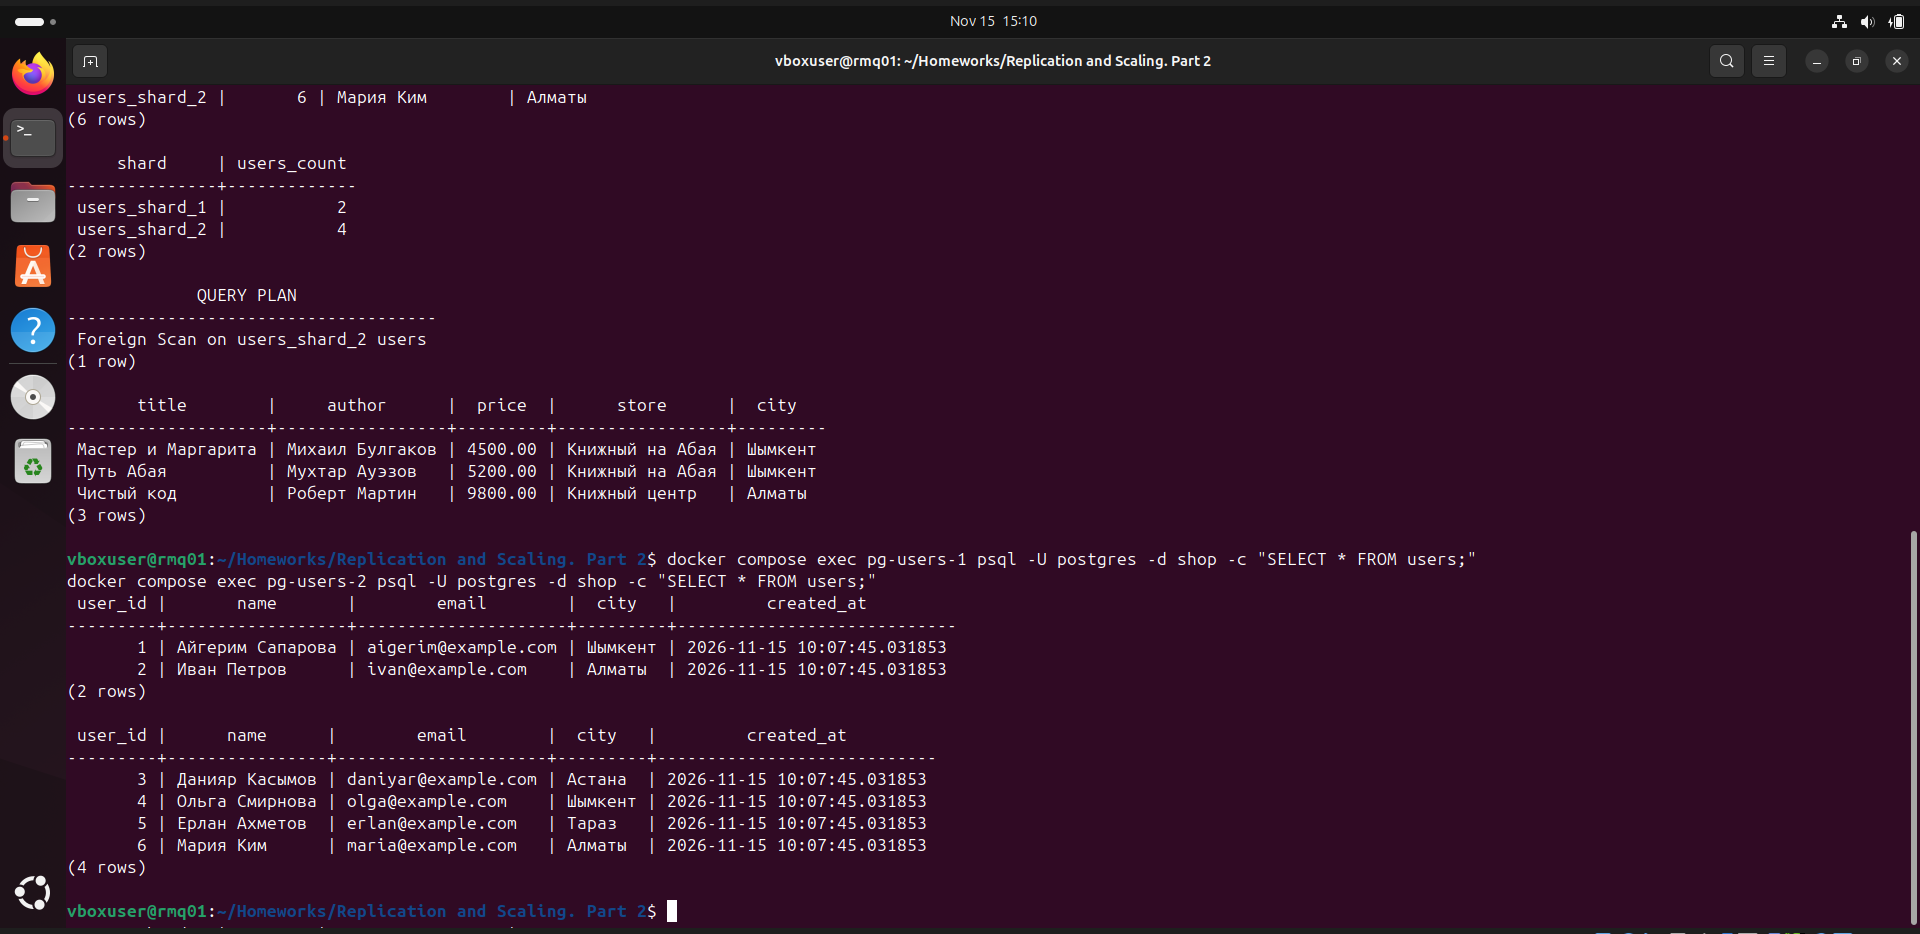 Nov 15 15:10
vboxuser@rmq01: ~/Homeworks/Replication and Scaling. Part 2
users_shard_2 | 6 | Мария Ким | Алматы
(6 rows)
shard | users_count
---------------+-------------
users_shard_1 | 2
users_shard_2 | 4
(2 rows)
QUERY PLAN
-------------------------------------
Foreign Scan on users_shard_2 users
(1 row)
title | author | price | store | city
--------------------+-----------------+---------+-----------------+---------
Мастер и Маргарита | Михаил Булгаков | 4500.00 | Книжный на Абая | Шымкент
Путь Абая | Мухтар Ауэзов | 5200.00 | Книжный на Абая | Шымкент
Чистый код | Роберт Мартин | 9800.00 | Книжный центр | Алматы
(3 rows)
vboxuser@rmq01:~/Homeworks/Replication and Scaling. Part 2$ docker compose exec pg-users-1 psql -U postgres -d shop -c "SELECT * FROM users;"
docker compose exec pg-users-2 psql -U postgres -d shop -c "SELECT * FROM users;"
user_id | name | email | city | created_at
---------+------------------+---------------------+---------+----------------------------
1 | Айгерим Сапарова | aigerim@example.com | Шымкент | 2026-11-15 10:07:45.031853
2 | Иван Петров | ivan@example.com | Алматы | 2026-11-15 10:07:45.031853
(2 rows)
user_id | name | email | city | created_at
---------+----------------+---------------------+---------+----------------------------
3 | Данияр Касымов | daniyar@example.com | Астана | 2026-11-15 10:07:45.031853
4 | Ольга Смирнова | olga@example.com | Шымкент | 2026-11-15 10:07:45.031853
5 | Ерлан Ахметов | erlan@example.com | Тараз | 2026-11-15 10:07:45.031853
6 | Мария Ким | maria@example.com | Алматы | 2026-11-15 10:07:45.031853
(4 rows)
vboxuser@rmq01:~/Homeworks/Replication and Scaling. Part 2$